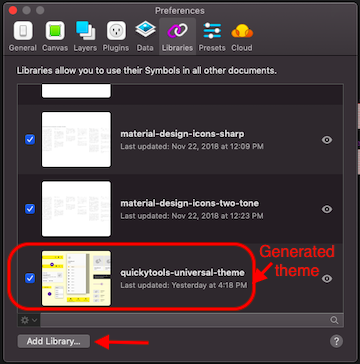 Preferences
General Canvas Layers Plugins Data Libraries Presets Cloud
Libraries allow you to use their Symbols in all other documents.
material-design-icons-sharp
Last updated: Nov 22, 2018 at 12:09 PM
material-design-icons-two-tone
Last updated: Nov 22, 2018 at 12:23 PM
Generated
theme
quickytools-universal-theme
Last updated: Yesterday at 4:18 PM
Add Library...
?